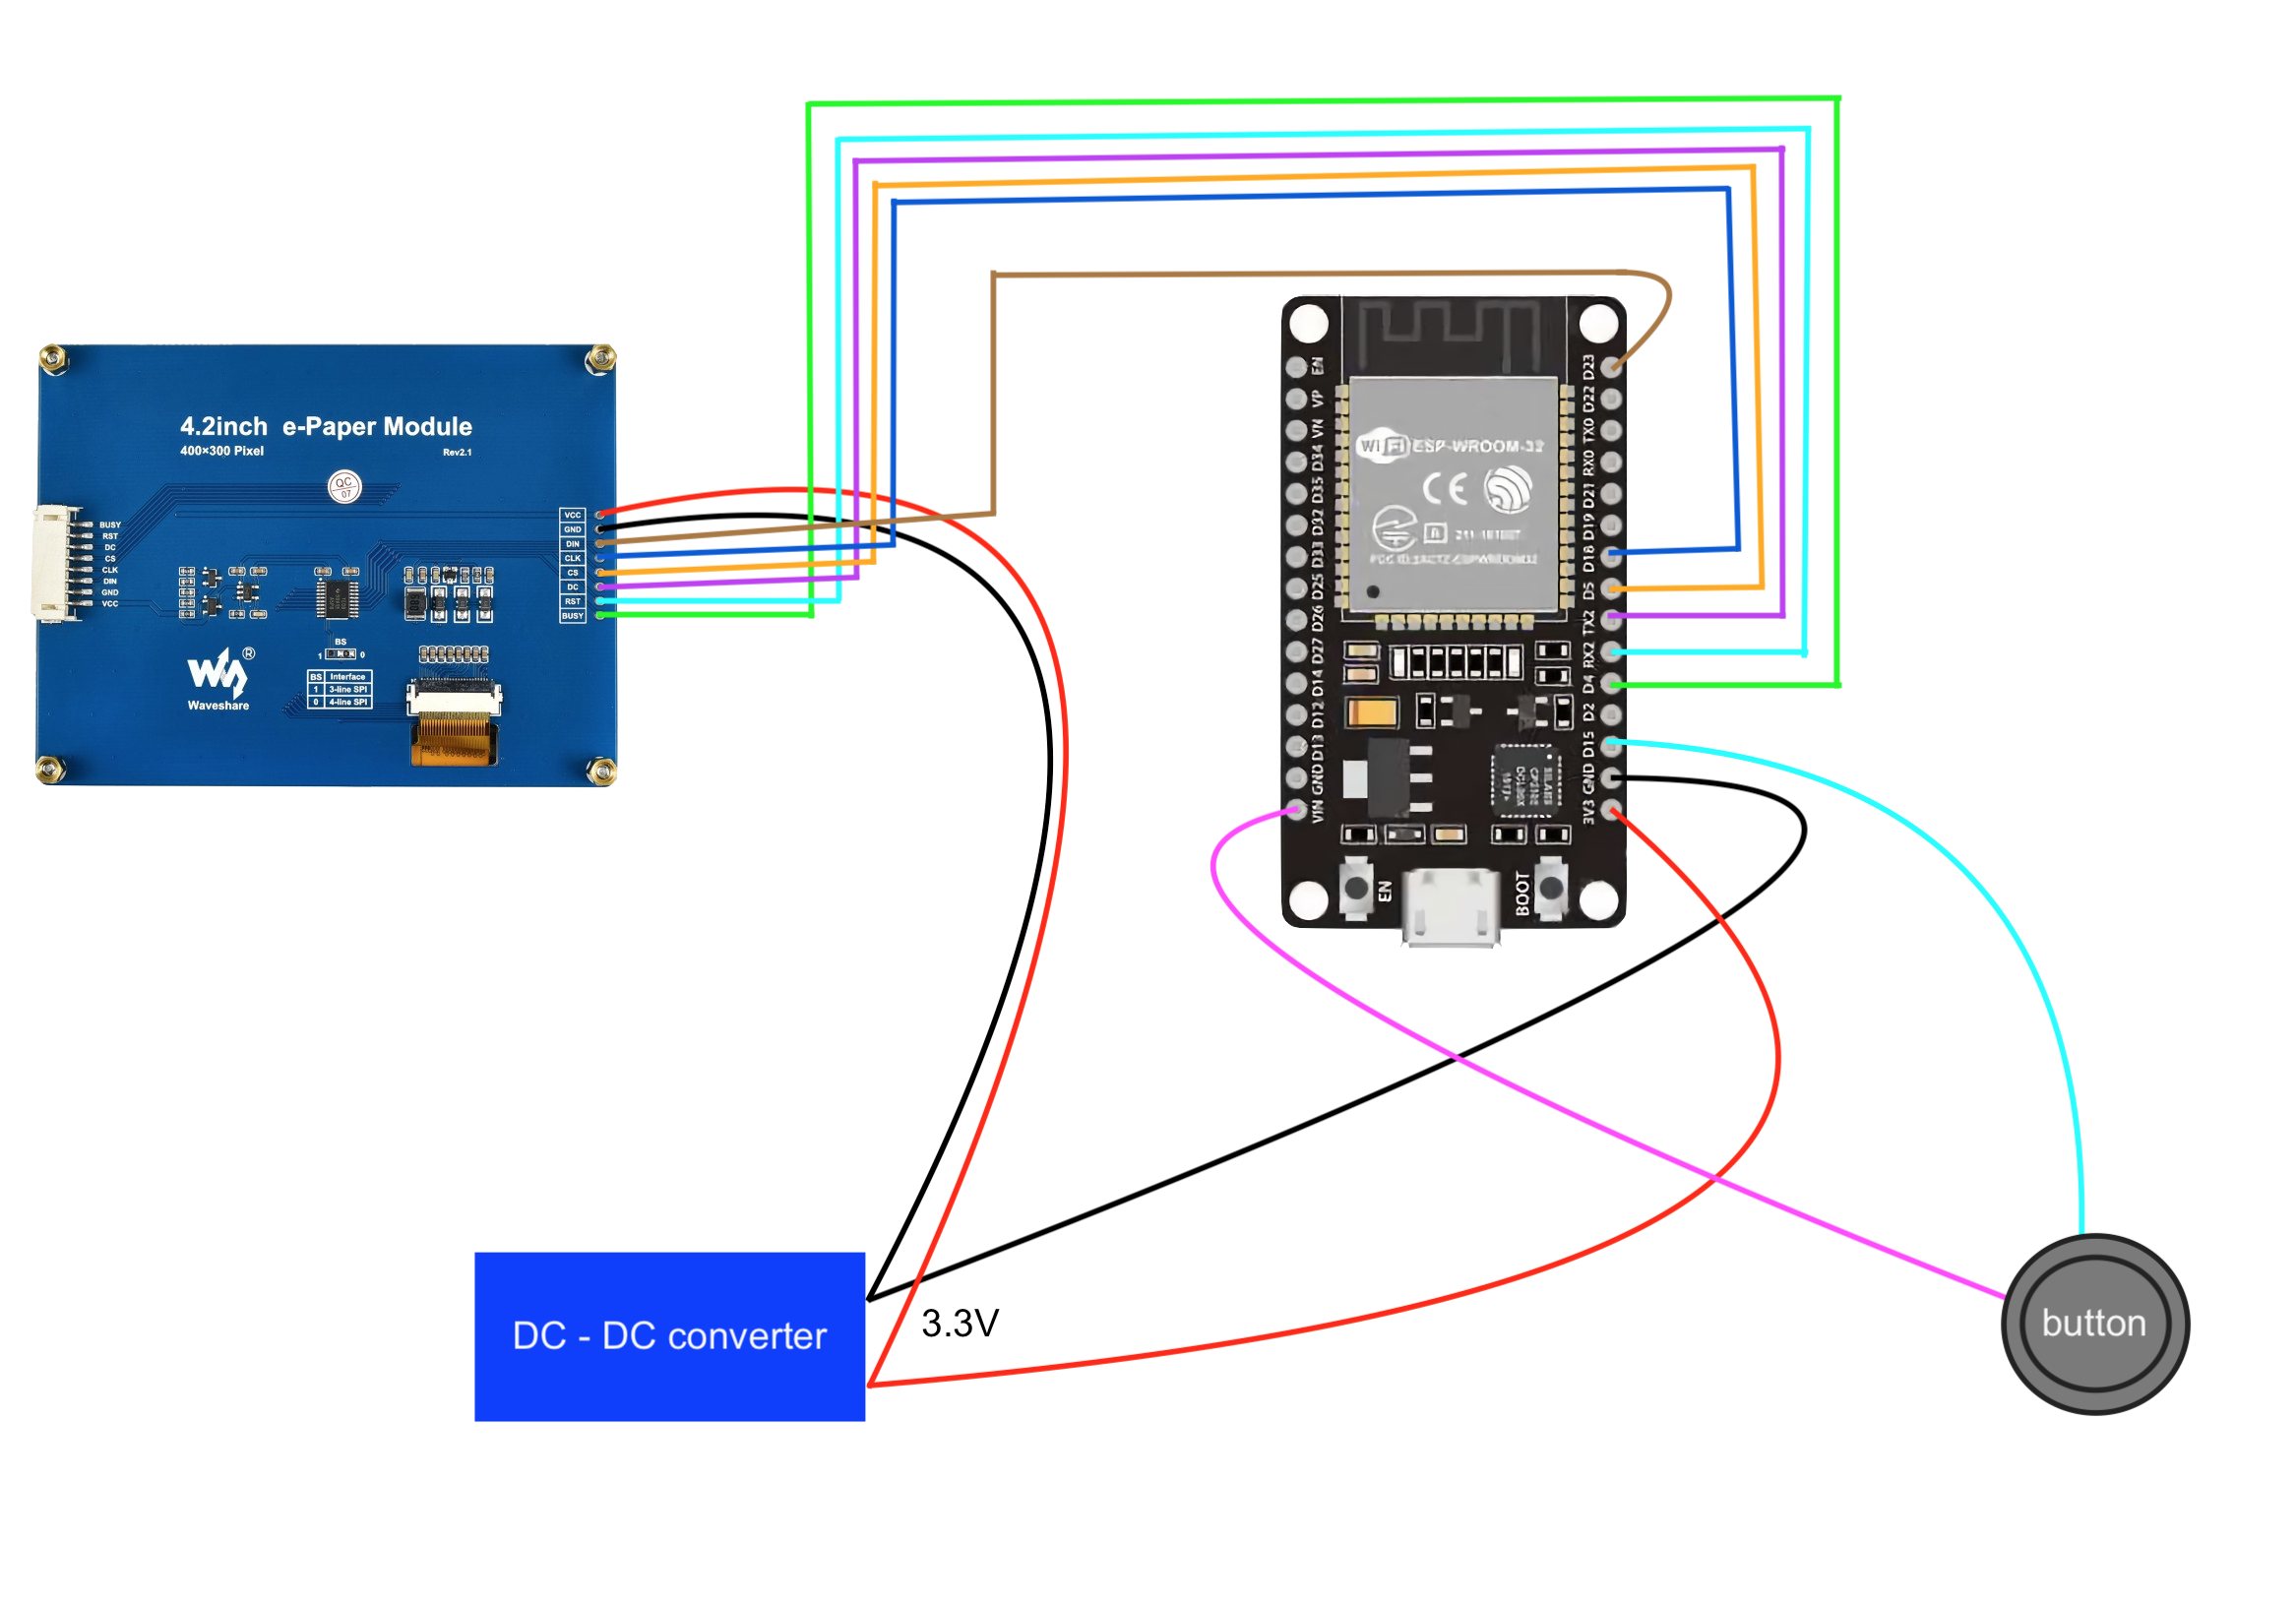 4.2inch e-Paper Module
400×300 Pixel
Rev2.1
QC
07
BUSY
RST
DC
CS
CLK
DIN
GND
VCC
VCC
GND
DIN
CLK
CS
DC
RST
BUSY
BS
1 0
BS Interface
1 3-line SPI
0 4-line SPI
®
Waveshare
EN
VP
VN
D34
D35
D32
D33
D25
D26
D27
D14
D12
D13
GND
VIN
WiFi ESP-WROOM-32
CE
D23
D22
TX0
RX0
D21
D19
D18
D5
TX2
RX2
D4
D2
D15
GND
3V3
EN
BOOT
DC - DC converter
3.3V
button